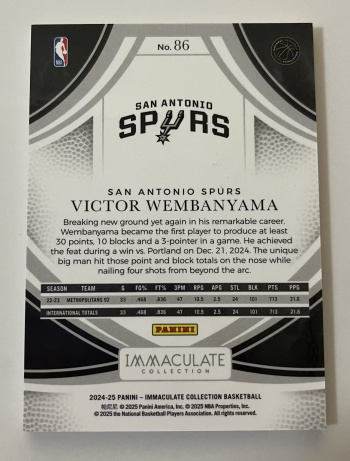 No. 86
NBA
SAN ANTONIO
SPURS
SAN ANTONIO SPURS
VICTOR WEMBANYAMA
Breaking new ground yet again in his remarkable career,
Wembanyama became the first player to produce at least
30 points, 10 blocks and a 3-pointer in a game. He achieved
the feat during a win vs. Portland on Dec. 21, 2024. The unique
big man hit those point and block totals on the nose while
nailing four shots from beyond the arc.
SEASON TEAM G FG% FT% 3PM RPG APG STL BLK PTS PPG
22-23 METROPOLITANS 92 33 .468 .836 47 10.5 2.5 24 101 713 21.6
INTERNATIONAL TOTALS 33 .468 .836 47 10.5 2.5 24 101 713 21.6
PANINI
IMMACULATE
COLLECTION
2024-25 PANINI – IMMACULATE COLLECTION BASKETBALL
帕尼尼 © 2025 Panini America, Inc. © 2025 NBA Properties, Inc.
© 2025 the National Basketball Players Association. All rights reserved.